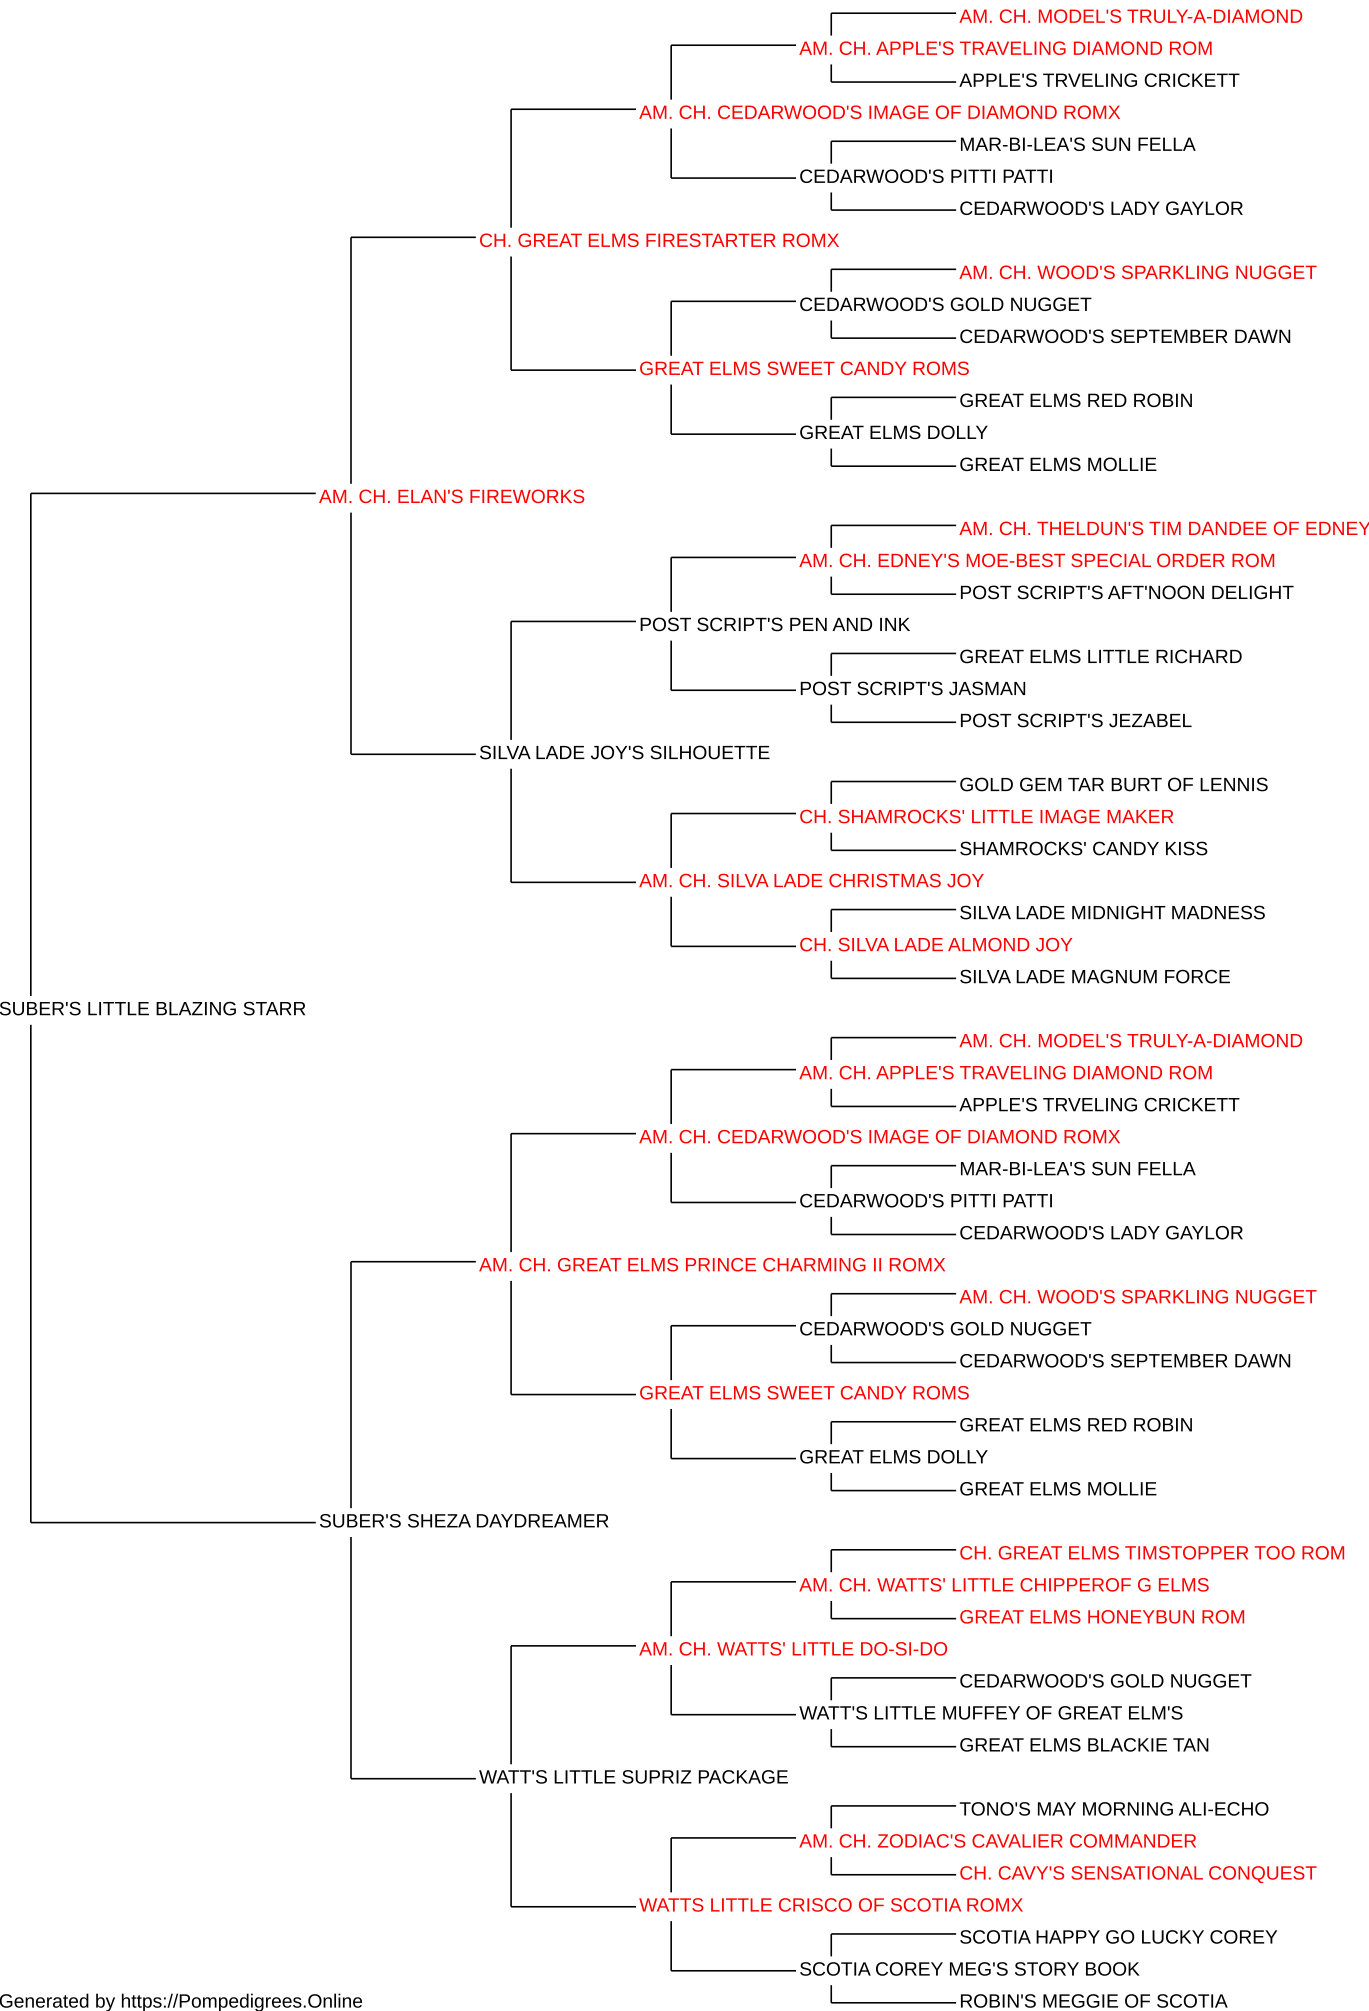 AM. CH. MODEL'S TRULY-A-DIAMOND
AM. CH. APPLE'S TRAVELING DIAMOND ROM
APPLE'S TRVELING CRICKETT
AM. CH. CEDARWOOD'S IMAGE OF DIAMOND ROMX
MAR-BI-LEA'S SUN FELLA
CEDARWOOD'S PITTI PATTI
CEDARWOOD'S LADY GAYLOR
CH. GREAT ELMS FIRESTARTER ROMX
AM. CH. WOOD'S SPARKLING NUGGET
CEDARWOOD'S GOLD NUGGET
CEDARWOOD'S SEPTEMBER DAWN
GREAT ELMS SWEET CANDY ROMS
GREAT ELMS RED ROBIN
GREAT ELMS DOLLY
GREAT ELMS MOLLIE
AM. CH. ELAN'S FIREWORKS
AM. CH. THELDUN'S TIM DANDEE OF EDNEY
AM. CH. EDNEY'S MOE-BEST SPECIAL ORDER ROM
POST SCRIPT'S AFT'NOON DELIGHT
POST SCRIPT'S PEN AND INK
GREAT ELMS LITTLE RICHARD
POST SCRIPT'S JASMAN
POST SCRIPT'S JEZABEL
SILVA LADE JOY'S SILHOUETTE
GOLD GEM TAR BURT OF LENNIS
CH. SHAMROCKS' LITTLE IMAGE MAKER
SHAMROCKS' CANDY KISS
AM. CH. SILVA LADE CHRISTMAS JOY
SILVA LADE MIDNIGHT MADNESS
CH. SILVA LADE ALMOND JOY
SILVA LADE MAGNUM FORCE
SUBER'S LITTLE BLAZING STARR
AM. CH. MODEL'S TRULY-A-DIAMOND
AM. CH. APPLE'S TRAVELING DIAMOND ROM
APPLE'S TRVELING CRICKETT
AM. CH. CEDARWOOD'S IMAGE OF DIAMOND ROMX
MAR-BI-LEA'S SUN FELLA
CEDARWOOD'S PITTI PATTI
CEDARWOOD'S LADY GAYLOR
AM. CH. GREAT ELMS PRINCE CHARMING II ROMX
AM. CH. WOOD'S SPARKLING NUGGET
CEDARWOOD'S GOLD NUGGET
CEDARWOOD'S SEPTEMBER DAWN
GREAT ELMS SWEET CANDY ROMS
GREAT ELMS RED ROBIN
GREAT ELMS DOLLY
GREAT ELMS MOLLIE
SUBER'S SHEZA DAYDREAMER
CH. GREAT ELMS TIMSTOPPER TOO ROM
AM. CH. WATTS' LITTLE CHIPPEROF G ELMS
GREAT ELMS HONEYBUN ROM
AM. CH. WATTS' LITTLE DO-SI-DO
CEDARWOOD'S GOLD NUGGET
WATT'S LITTLE MUFFEY OF GREAT ELM'S
GREAT ELMS BLACKIE TAN
WATT'S LITTLE SUPRIZ PACKAGE
TONO'S MAY MORNING ALI-ECHO
AM. CH. ZODIAC'S CAVALIER COMMANDER
CH. CAVY'S SENSATIONAL CONQUEST
WATTS LITTLE CRISCO OF SCOTIA ROMX
SCOTIA HAPPY GO LUCKY COREY
SCOTIA COREY MEG'S STORY BOOK
ROBIN'S MEGGIE OF SCOTIA
Generated by https://Pompedigrees.Online